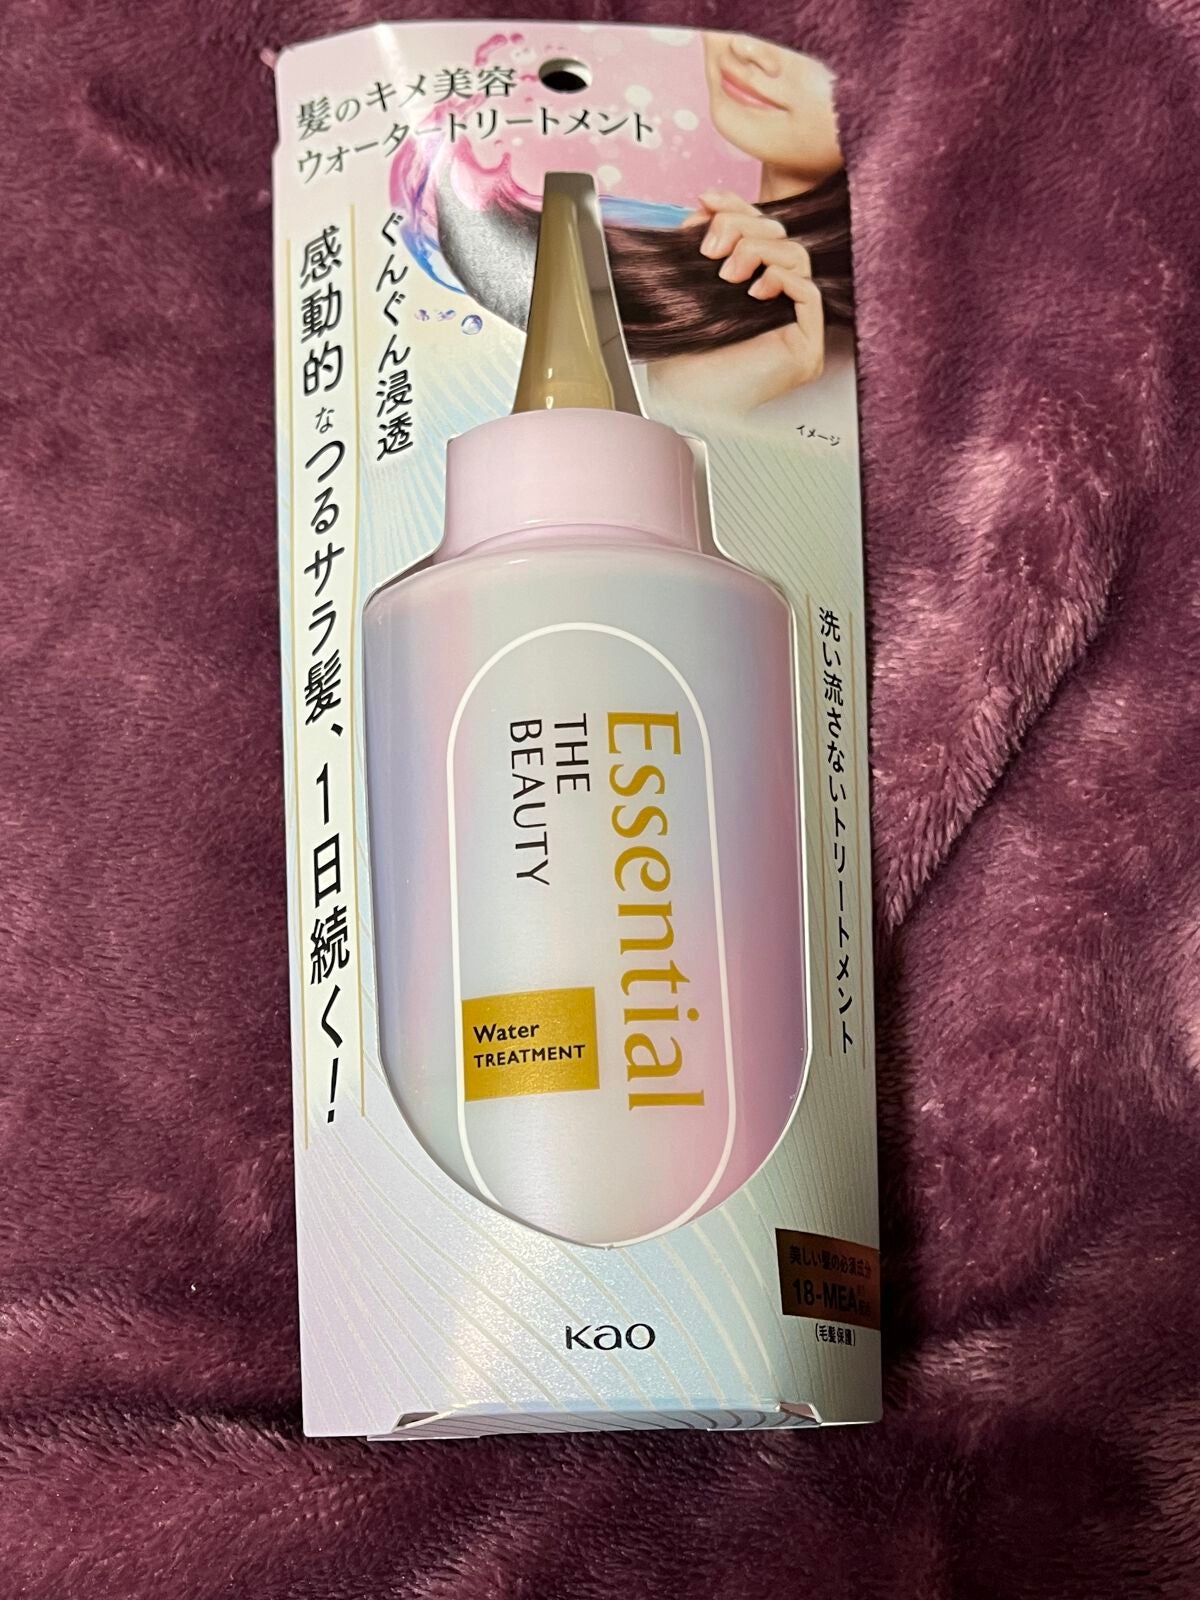 髪のキメ美容
ウォータートリートメント
ぐんぐん浸透
感動的なつるサラ髪、1日続く!
イメージ
洗い流さないトリートメント
Essential
THE
BEAUTY
Water
TREATMENT
美しい髪の必須成分
18-MEA
(毛髪保護)
Kao